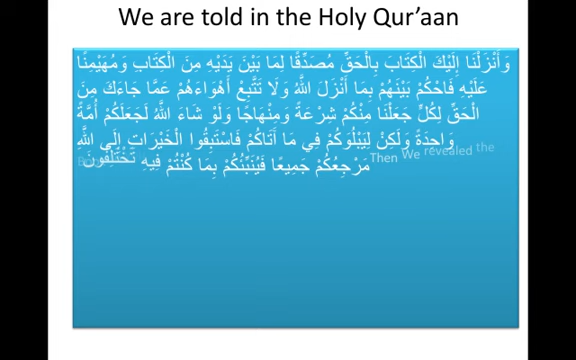 We are told in the Holy Qur'aan
وَأَنْزَلْنَا إِلَيْكَ الْكِتَابَ بِالْحَقِّ مُصَدِّقًا لِمَا بَيْنَ يَدَيْهِ مِنَ الْكِتَابِ وَمُهَيْمِنًا
عَلَيْهِ فَاحْكُمْ بَيْنَهُمْ بِمَا أَنْزَلَ اللَّهُ وَلَا تَتَّبِعْ أَهْوَاءَهُمْ عَمَّا جَاءَكَ مِنَ
الْحَقِّ لِكُلٍّ جَعَلْنَا مِنْكُمْ شِرْعَةً وَمِنْهَاجًا وَلَوْ شَاءَ اللَّهُ لَجَعَلَكُمْ أُمَّةً
وَاحِدَةً وَلَكِنْ لِيَبْلُوَكُمْ فِي مَا آتَاكُمْ فَاسْتَبِقُوا الْخَيْرَاتِ إِلَى اللَّهِ
مَرْجِعُكُمْ جَمِيعًا فَيُنَبِّئُكُمْ بِمَا كُنْتُمْ فِيهِ تَخْتَلِفُونَ Then We revealed the